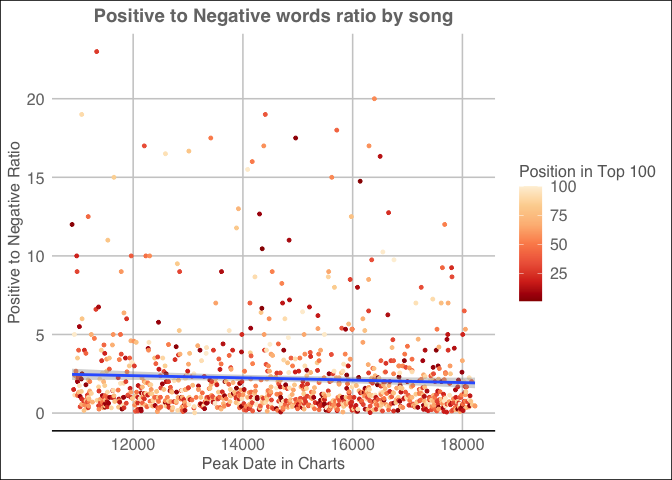 Positive to Negative words ratio by song
Positive to Negative Ratio
20
15
10
5
0
12000 14000 16000 18000
Peak Date in Charts
Position in Top 100
100
75
50
25